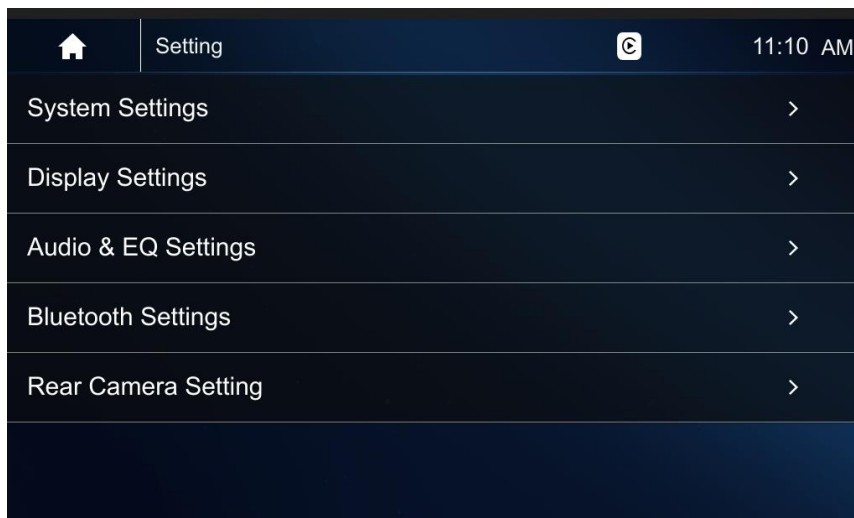 Setting
11:10 AM
System Settings
Display Settings
Audio & EQ Settings
Bluetooth Settings
Rear Camera Setting